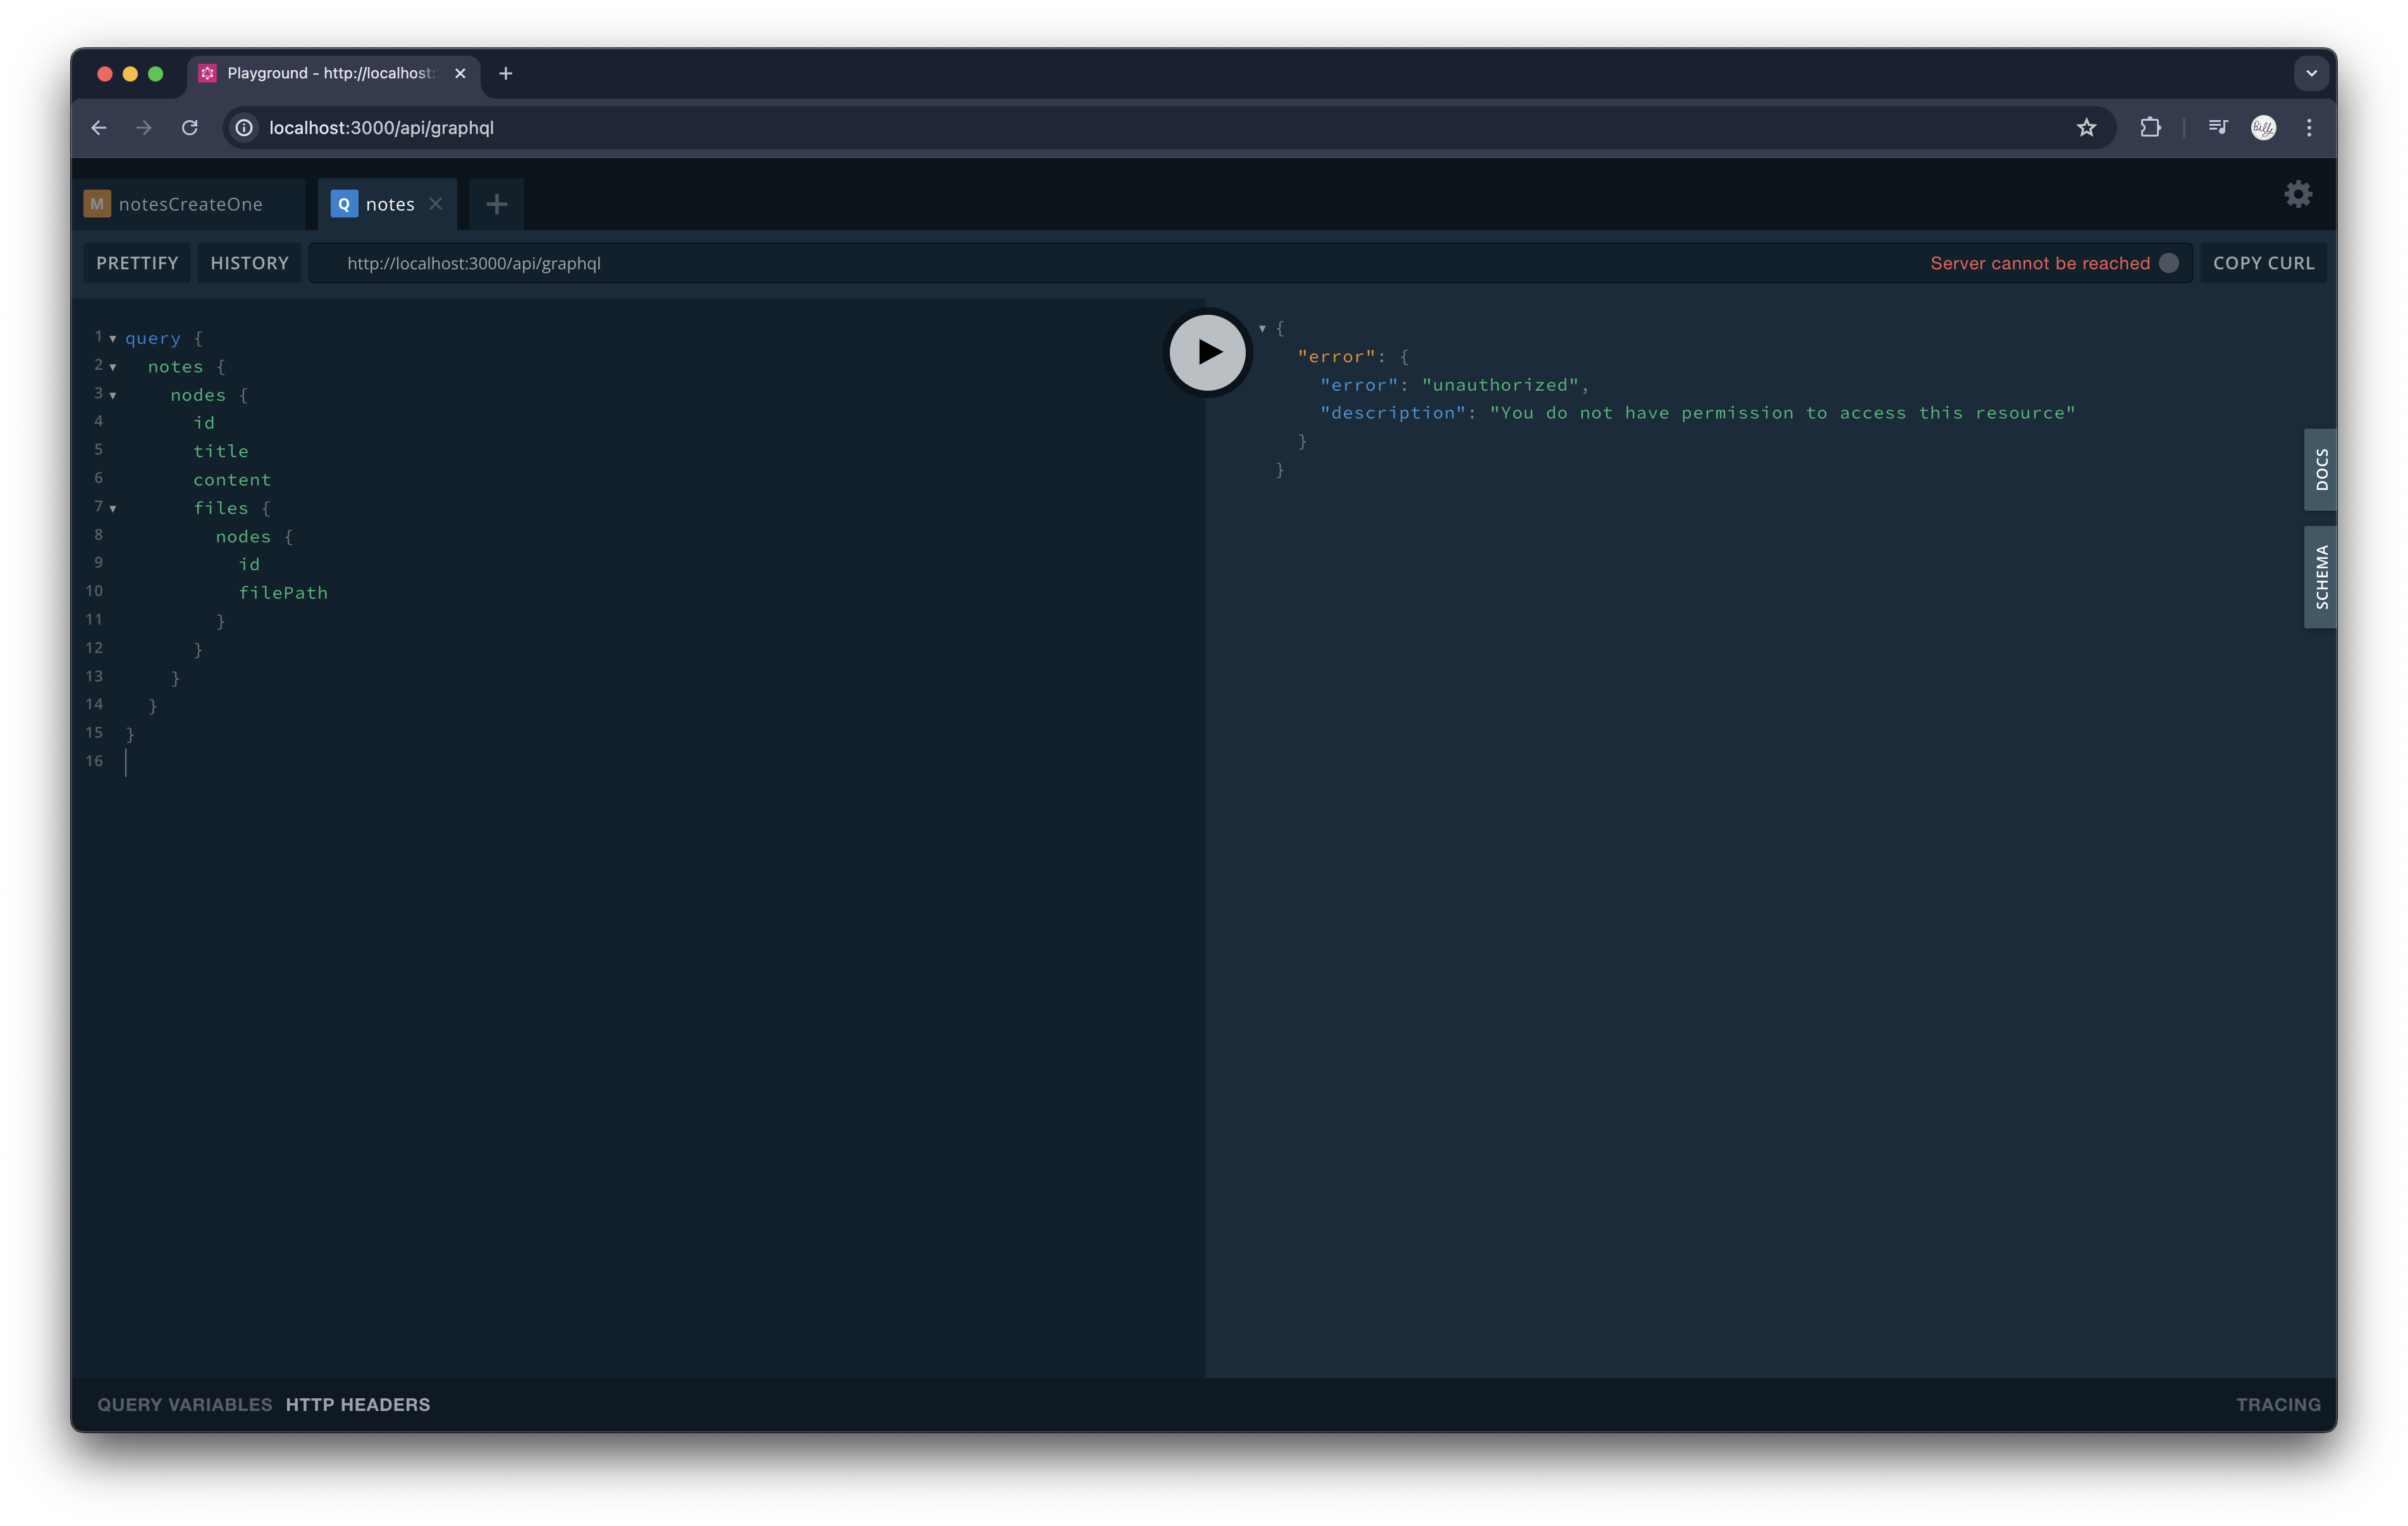 Playground - http://localhost:
localhost:3000/api/graphql
Billy
M notesCreateOne
Q notes
PRETTIFY
HISTORY
http://localhost:3000/api/graphql
Server cannot be reached
COPY CURL
1 query {
2 notes {
3 nodes {
4 id
5 title
6 content
7 files {
8 nodes {
9 id
10 filePath
11 }
12 }
13 }
14 }
15 }
16
{
"error": {
"error": "unauthorized",
"description": "You do not have permission to access this resource"
}
}
DOCS
SCHEMA
QUERY VARIABLES
HTTP HEADERS
TRACING